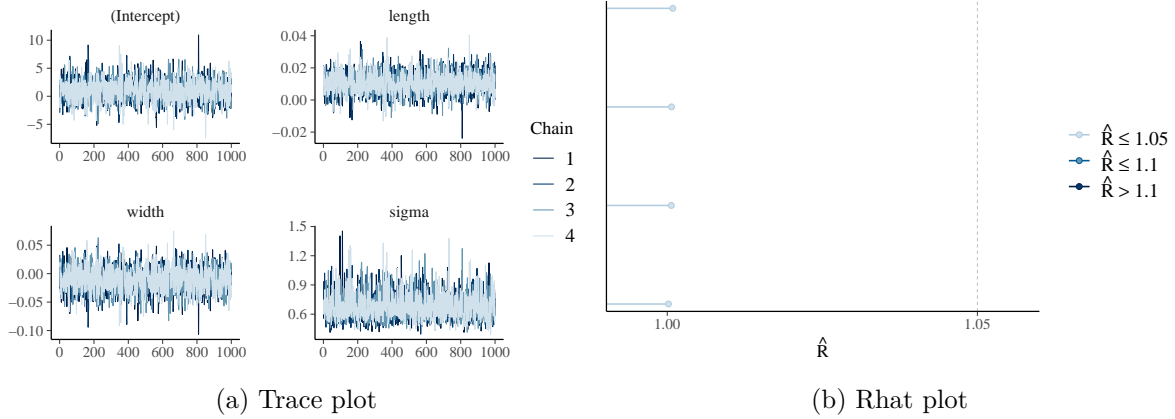 (Intercept)
10
5
0
−5
0 200 400 600 800 1000
length
0.04
0.02
0.00
−0.02
0 200 400 600 800 1000
width
0.05
0.00
−0.05
−0.10
0 200 400 600 800 1000
sigma
1.5
1.2
0.9
0.6
0 200 400 600 800 1000
Chain
1
2
3
4
(a) Trace plot
1.00 1.05
R̂
R̂ ≤ 1.05
R̂ ≤ 1.1
R̂ > 1.1
(b) Rhat plot